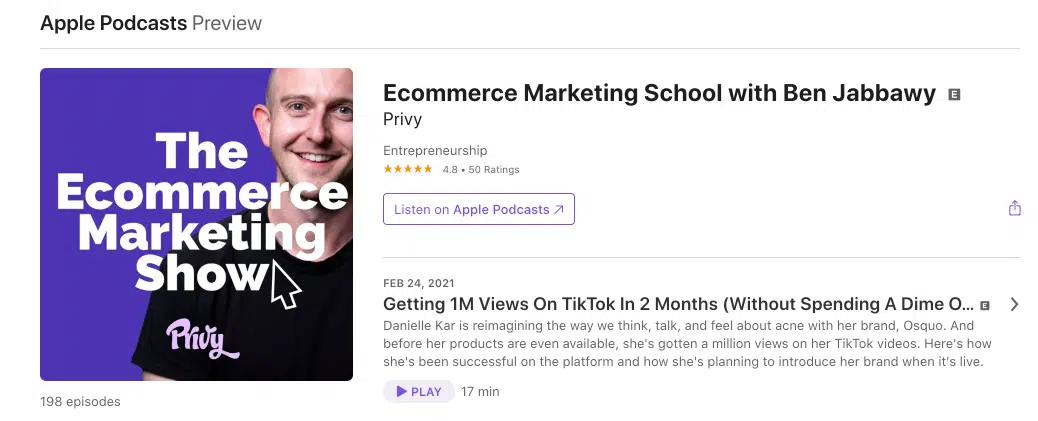 Apple Podcasts Preview
The
Ecommerce
Marketing
Show
Privy
198 episodes
Ecommerce Marketing School with Ben Jabbawy E
Privy
Entrepreneurship
★★★★★ 4.8 • 50 Ratings
Listen on Apple Podcasts ↗
FEB 24, 2021
Getting 1M Views On TikTok In 2 Months (Without Spending A Dime O... E
Danielle Kar is reimagining the way we think, talk, and feel about acne with her brand, Osquo. And
before her products are even available, she's gotten a million views on her TikTok videos. Here's how
she's been successful on the platform and how she's planning to introduce her brand when it's live.
▶ PLAY 17 min